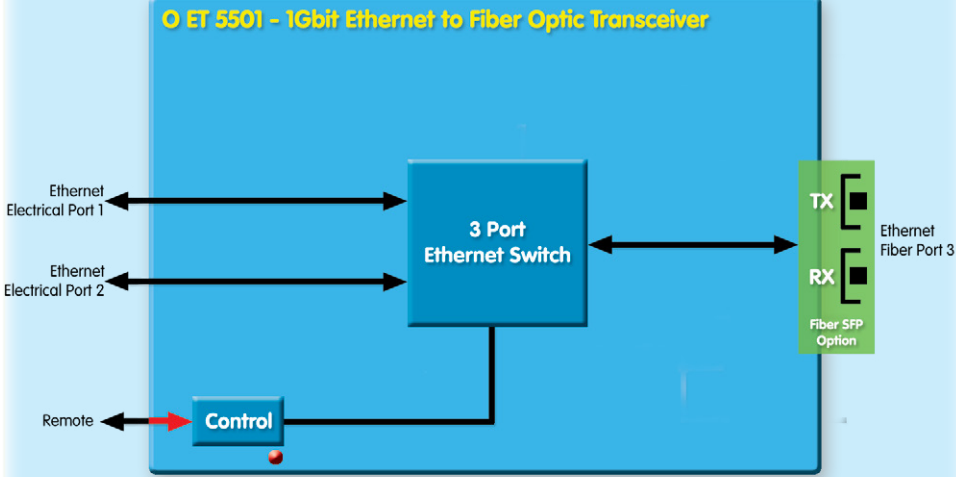 O ET 5501 - 1Gbit Ethernet to Fiber Optic Transceiver
Ethernet
Electrical Port 1
Ethernet
Electrical Port 2
3 Port
Ethernet Switch
TX
RX
Fiber SFP
Option
Ethernet
Fiber Port 3
Remote
Control